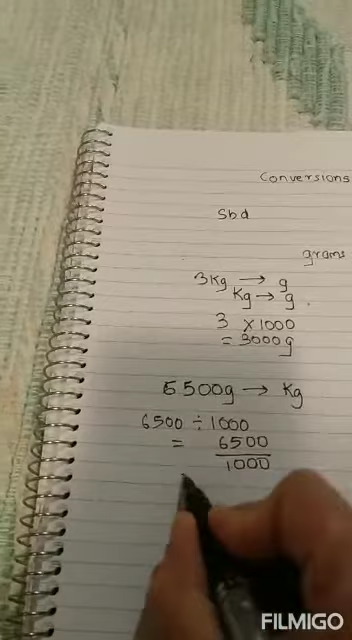 Conversions
Sbd
grams
3Kg → g
Kg → g.
3 ×1000
= 3000g
6500g → Kg
6500 ÷ 1000
= 6500
1000
FILMIGO